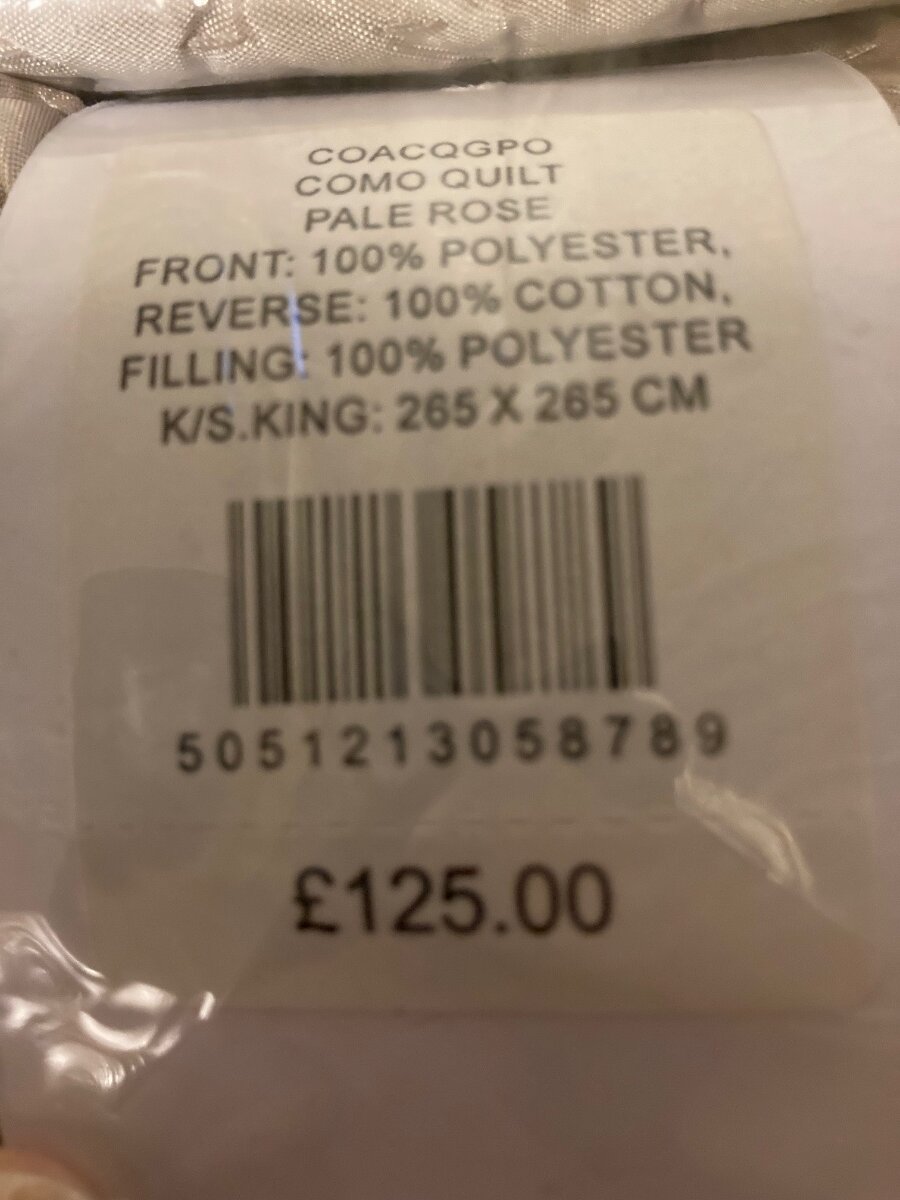 COACQGPO
COMO QUILT
PALE ROSE
FRONT: 100% POLYESTER,
REVERSE: 100% COTTON,
FILLING: 100% POLYESTER
K/S.KING: 265 X 265 CM
5051213058789
£125.00